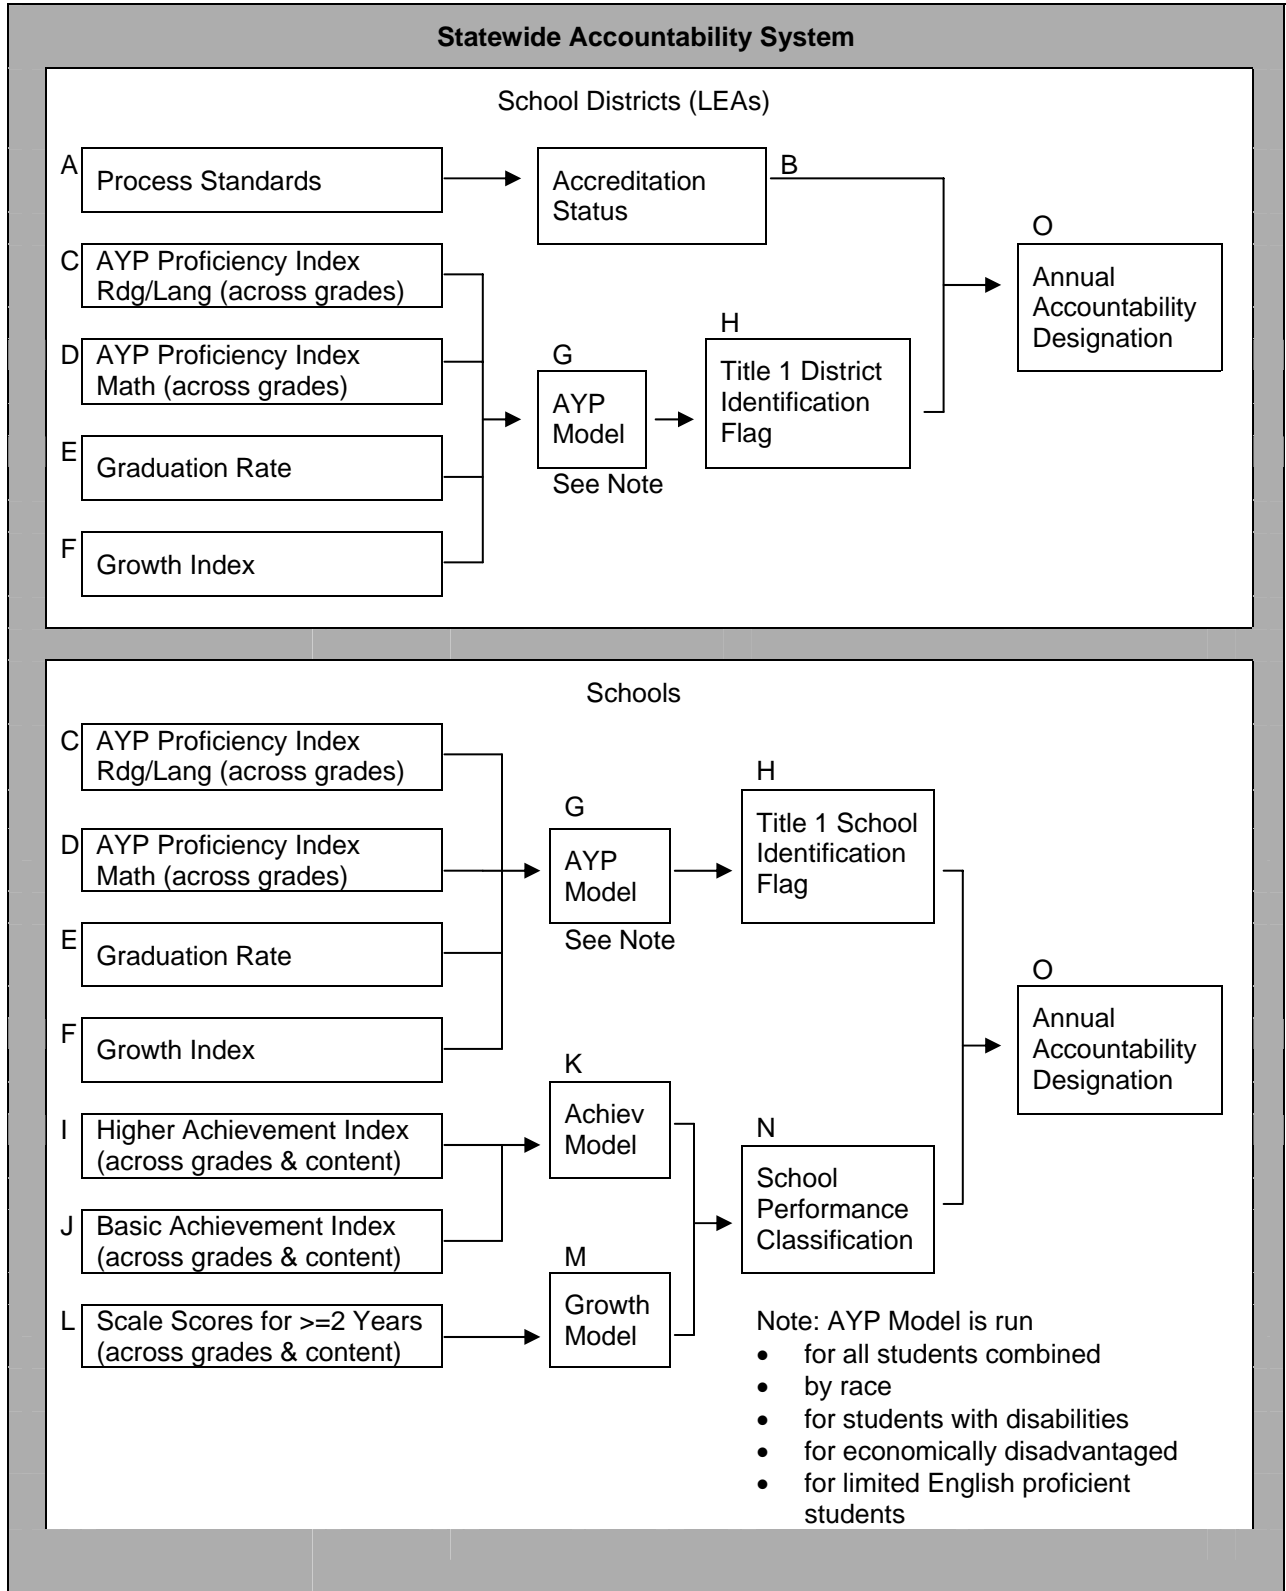 Statewide Accountability System
School Districts (LEAs)
A
Process Standards
Accreditation
Status
B
C
AYP Proficiency Index
Rdg/Lang (across grades)
D
AYP Proficiency Index
Math (across grades)
E
Graduation Rate
F
Growth Index
G
AYP
Model
See Note
H
Title 1 District
Identification
Flag
O
Annual
Accountability
Designation
Schools
C
AYP Proficiency Index
Rdg/Lang (across grades)
D
AYP Proficiency Index
Math (across grades)
E
Graduation Rate
F
Growth Index
G
AYP
Model
See Note
H
Title 1 School
Identification
Flag
I
Higher Achievement Index
(across grades & content)
J
Basic Achievement Index
(across grades & content)
K
Achiev
Model
L
Scale Scores for >=2 Years
(across grades & content)
M
Growth
Model
N
School
Performance
Classification
O
Annual
Accountability
Designation
Note: AYP Model is run
• for all students combined
• by race
• for students with disabilities
• for economically disadvantaged
• for limited English proficient
students